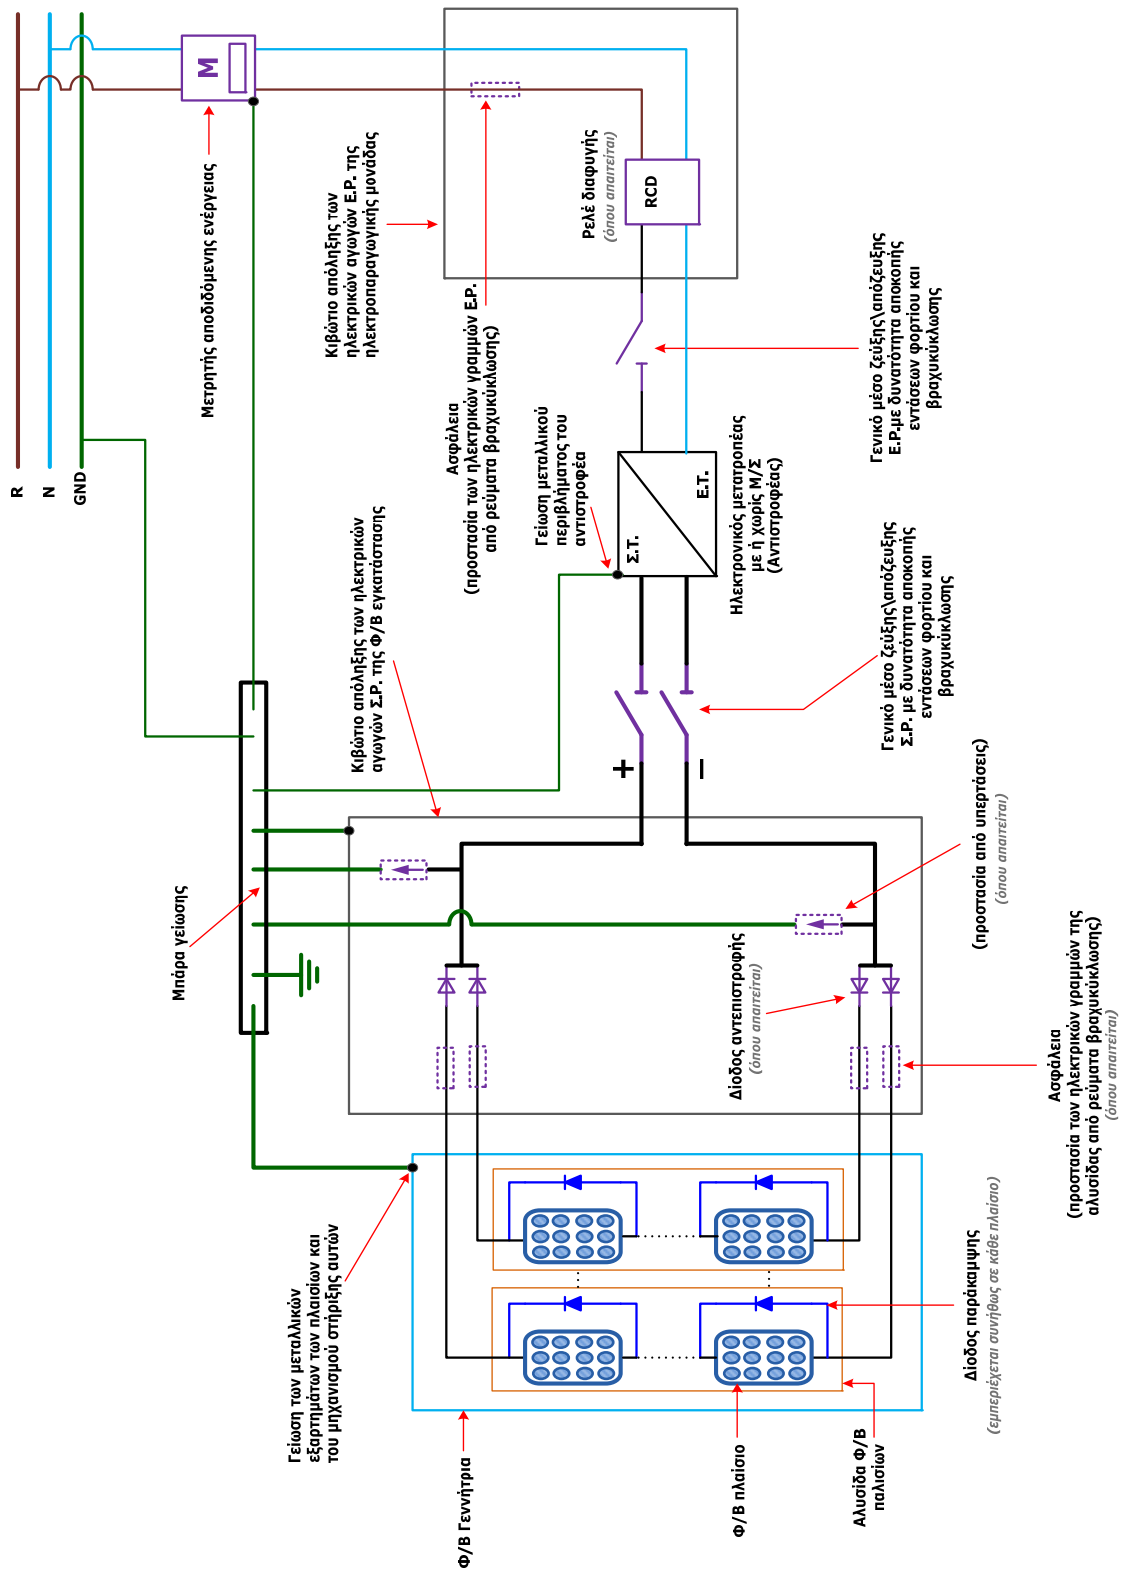 R
N
GND
M
Μετρητής αποδιδόμενης ενέργειας
Κιβώτιο απόληξης των
ηλεκτρικών αγωγών Ε.Ρ. της
ηλεκτροπαραγωγικής μονάδας
Ασφάλεια
(προστασία των ηλεκτρικών γραμμών Ε.Ρ.
από ρεύματα βραχυκύκλωσης)
Ρελέ διαφυγής
(όπου απαιτείται)
RCD
Γενικό μέσο ζεύξης\απόζευξης
Ε.Ρ.με δυνατότητα αποκοπής
εντάσεων φορτίου και
βραχυκύκλωσης
Γείωση μεταλλικού
περιβλήματος του
αντιστροφέα
Σ.Τ.
Ε.Τ.
Ηλεκτρονικός μετατροπέας
με ή χωρίς Μ/Σ
(Αντιστροφέας)
Γενικό μέσο ζεύξης\απόζευξης
Σ.Ρ. με δυνατότητα αποκοπής
εντάσεων φορτίου και
βραχυκύκλωσης
+
–
Κιβώτιο απόληξης των ηλεκτρικών
αγωγών Σ.Ρ. της Φ/Β εγκατάστασης
Μπάρα γείωσης
(προστασία από υπερτάσεις)
(όπου απαιτείται)
Δίοδος αντεπιστροφής
(όπου απαιτείται)
Ασφάλεια
(προστασία των ηλεκτρικών γραμμών της
αλυσίδας από ρεύματα βραχυκύκλωσης)
(όπου απαιτείται)
Γείωση των μεταλλικών
εξαρτημάτων των πλαισίων και
του μηχανισμού στήριξης αυτών
Δίοδος παράκαμψης
(εμπεριέχεται συνήθως σε κάθε πλαίσιο)
Φ/Β Γεννήτρια
Φ/Β πλαίσιο
Αλυσίδα Φ/Β
παλισίων